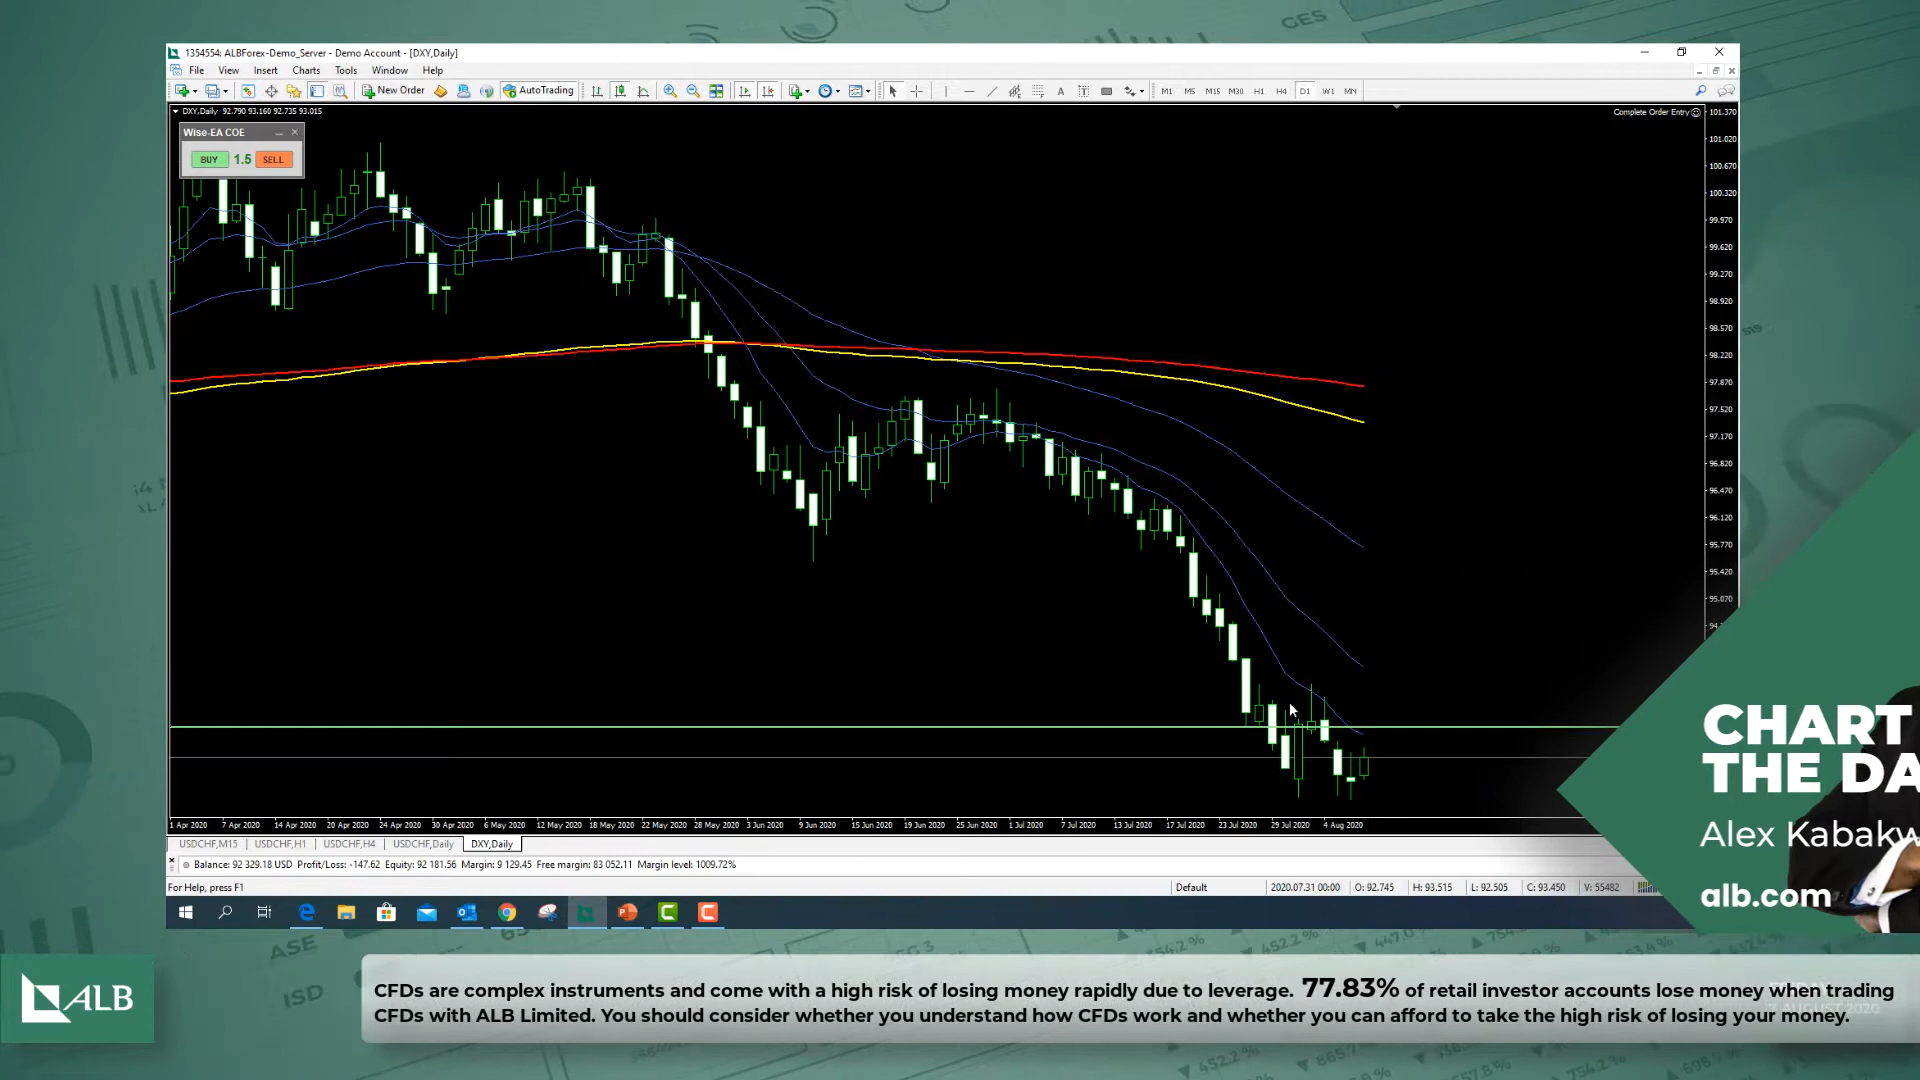 GES
1354554: ALBForex-Demo_Server - Demo Account - [DXY,Daily]
File View Insert Charts Tools Window Help
New Order AutoTrading M1 M5 M15 M30 H1 H4 D1 W1 MN
DXY,Daily 92.790 93.160 92.735 93.015
Complete Order Entry
Wise-EA COE
BUY 1.5 SELL
101.370
101.020
100.670
100.320
99.970
99.620
99.270
98.920
98.570
98.220
97.870
97.520
97.170
96.820
96.470
96.120
95.770
95.420
95.070
CHART
THE DA
Alex Kabakw
alb.com
1 Apr 2020 7 Apr 2020 14 Apr 2020 20 Apr 2020 24 Apr 2020 30 Apr 2020 6 May 2020 12 May 2020 18 May 2020 22 May 2020 28 May 2020 3 Jun 2020 9 Jun 2020 15 Jun 2020 19 Jun 2020 25 Jun 2020 1 Jul 2020 7 Jul 2020 13 Jul 2020 17 Jul 2020 23 Jul 2020 29 Jul 2020 4 Aug 2020
USDCHF,M15 USDCHF,H1 USDCHF,H4 USDCHF,Daily DXY,Daily
Balance: 92 329.18 USD Profit/Loss: -147.62 Equity: 92 181.56 Margin: 9 129.45 Free margin: 83 052.11 Margin level: 1009.72%
For Help, press F1 Default 2020.07.31 00:00 O: 92.745 H: 93.515 L: 92.505 C: 93.450 V: 55482
ASE
ISD
ALB
CFDs are complex instruments and come with a high risk of losing money rapidly due to leverage. 77.83% of retail investor accounts lose money when trading
CFDs with ALB Limited. You should consider whether you understand how CFDs work and whether you can afford to take the high risk of losing your money.